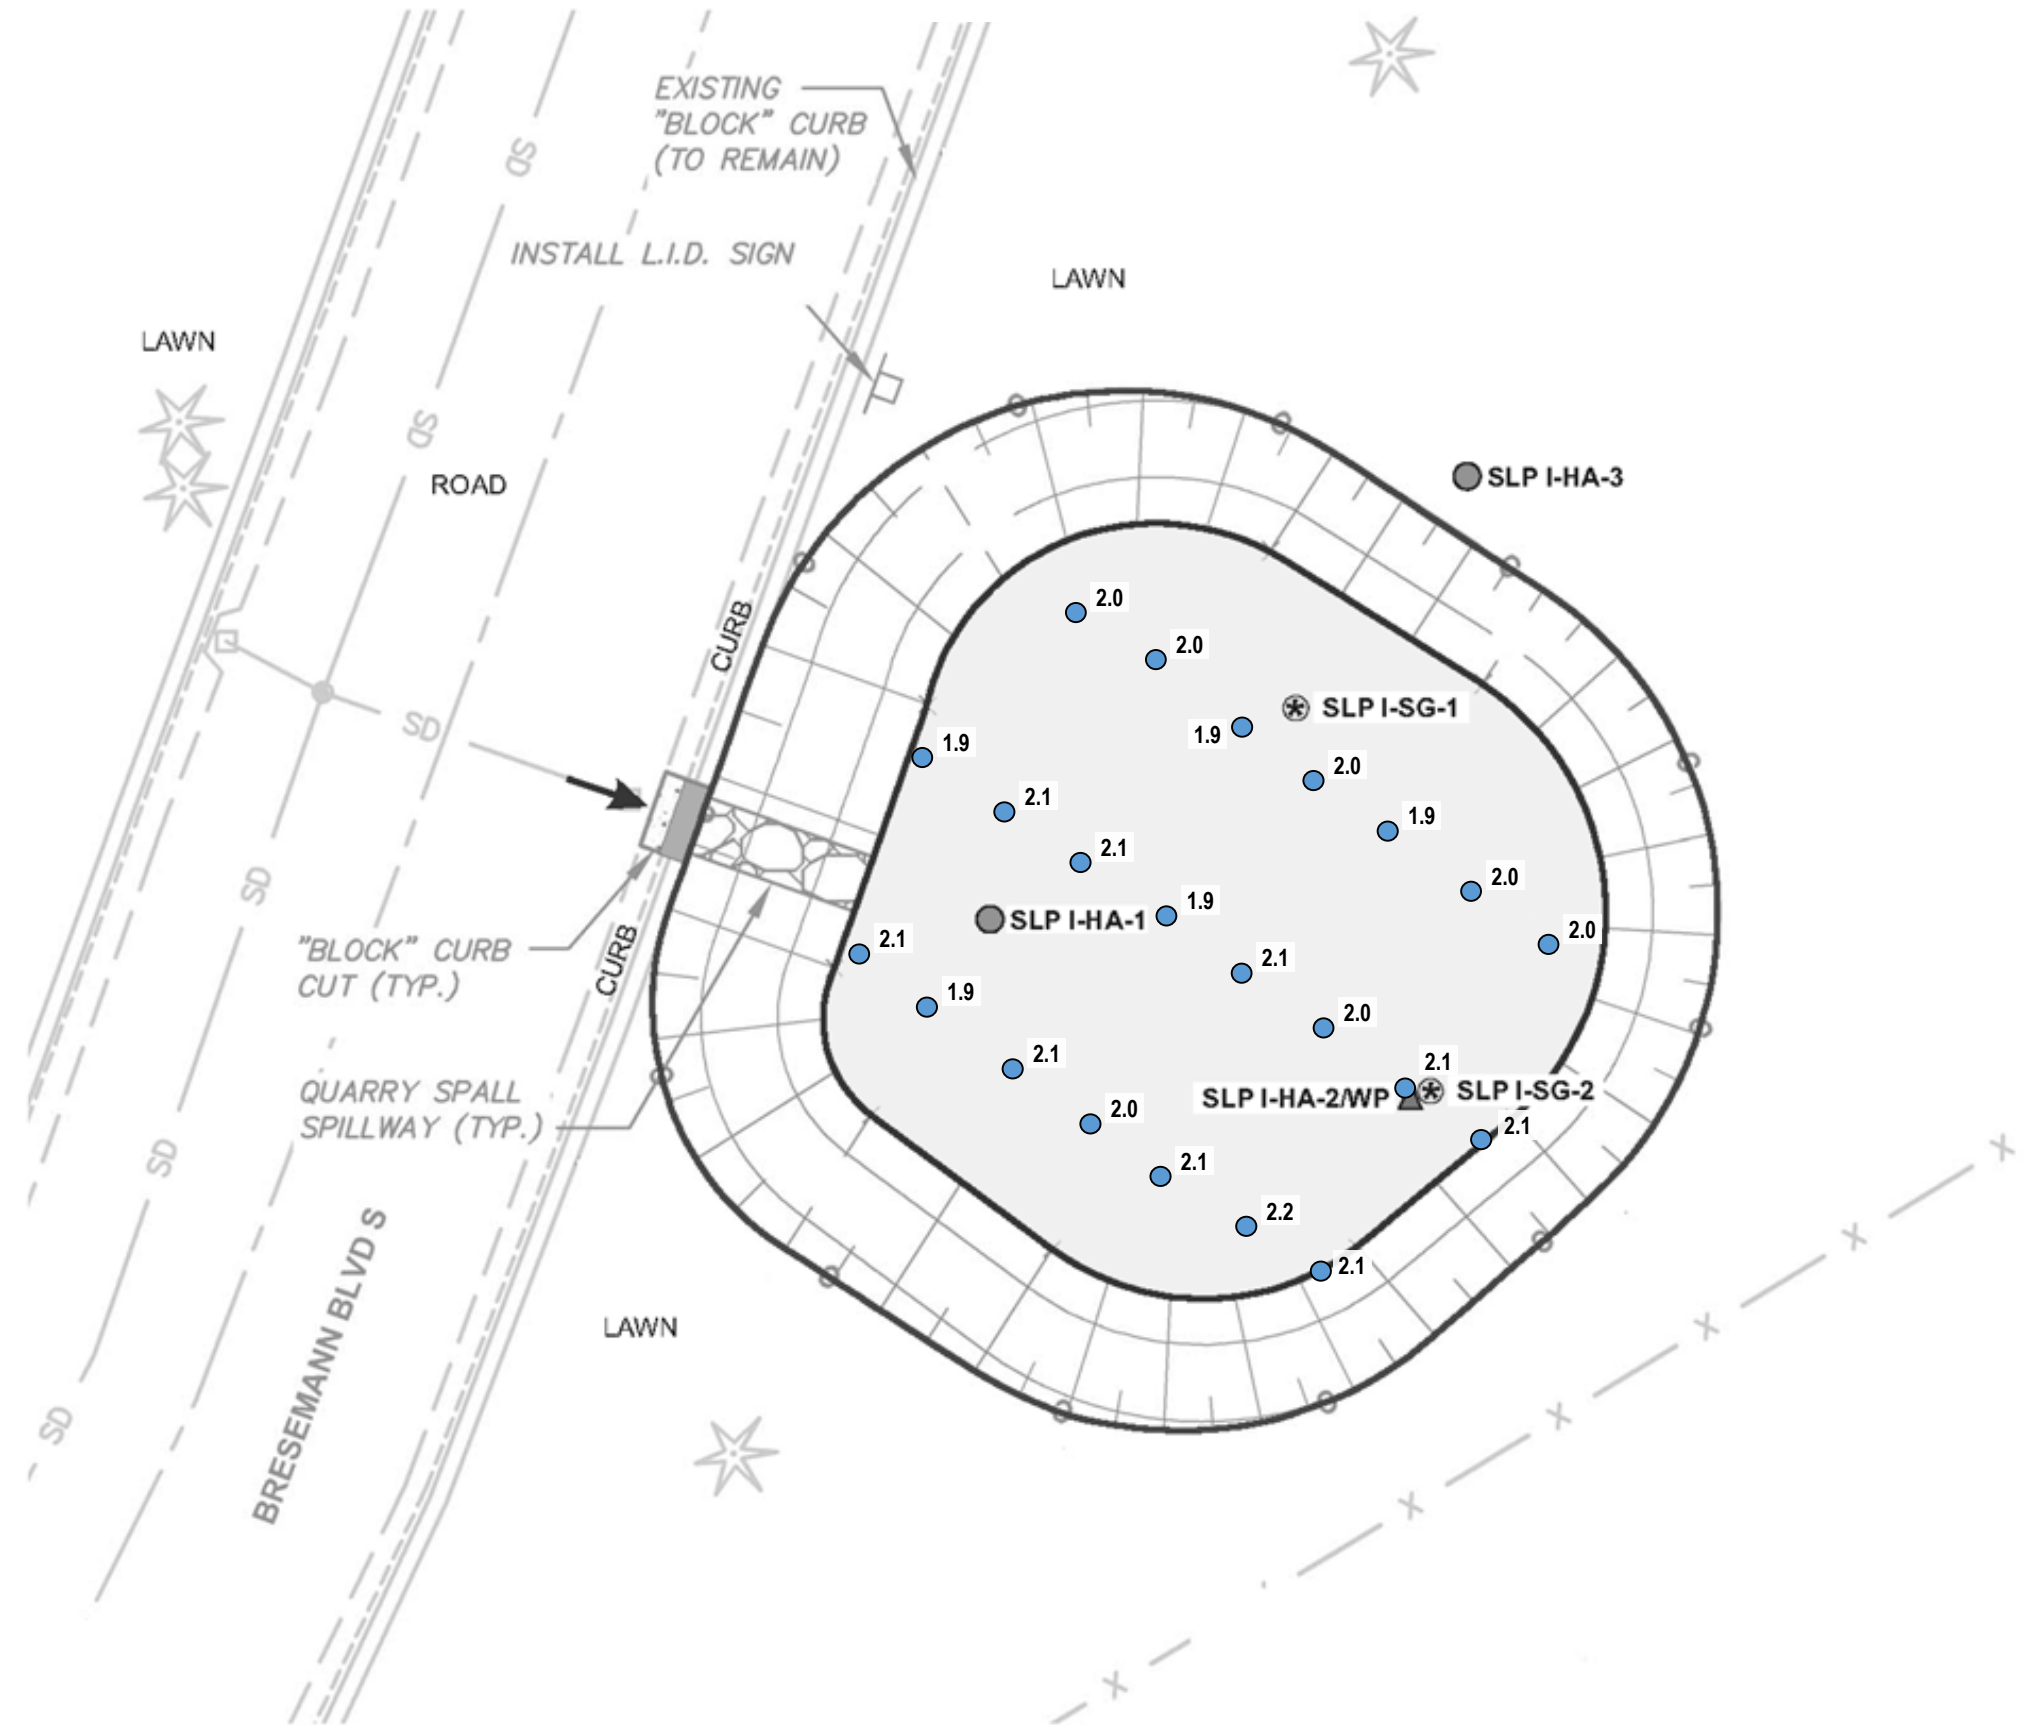 EXISTING
"BLOCK" CURB
(TO REMAIN)
SD
INSTALL L.I.D. SIGN
LAWN
LAWN
SD
ROAD
SLP I-HA-3
CURB
2.0
2.0
SLP I-SG-1
1.9
1.9
2.0
2.1
1.9
SD
2.1
2.0
SD
1.9
SLP I-HA-1
2.0
2.1
CURB
"BLOCK" CURB
CUT (TYP.)
2.1
1.9
2.0
2.1
2.1
QUARRY SPALL
SPILLWAY (TYP.)
SLP I-HA-2/WP
SLP I-SG-2
2.0
2.1
SD
2.1
2.2
2.1
BRESEMANN BLVD S
LAWN
SD
X
X
X
X
X
X